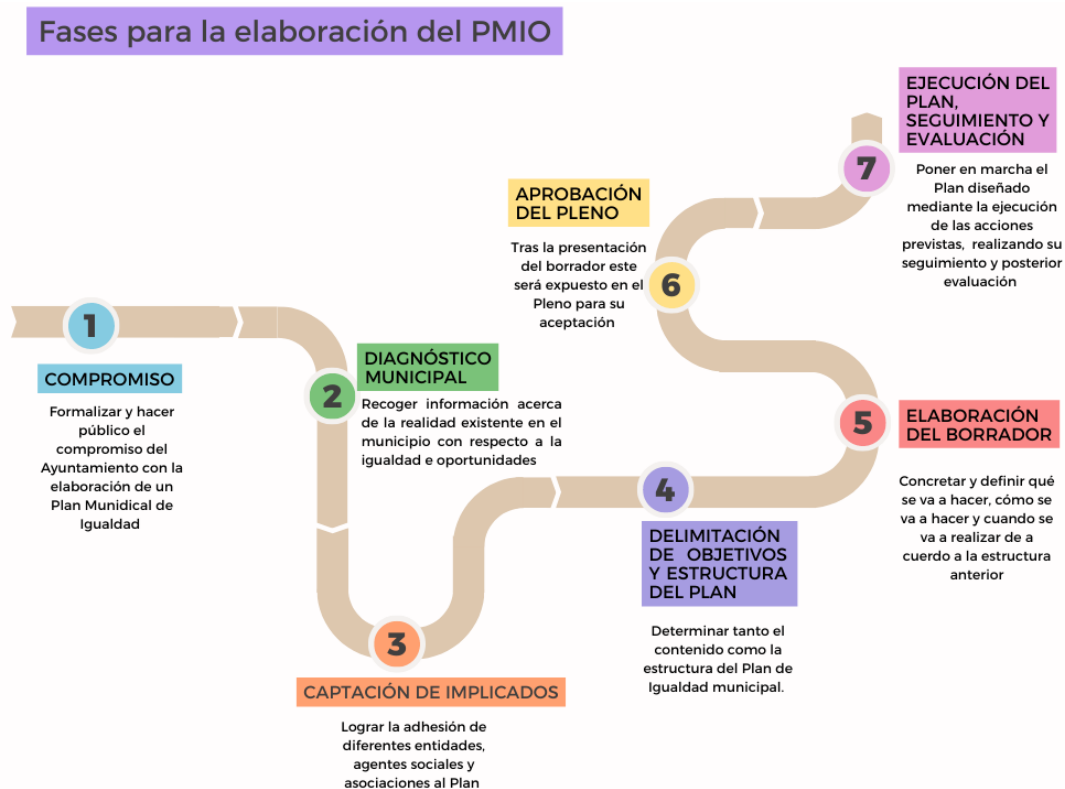 Fases para la elaboración del PMIO
1
COMPROMISO
Formalizar y hacer
público el
compromiso del
Ayuntamiento con la
elaboración de un
Plan Munidical de
Igualdad
2
DIAGNÓSTICO
MUNICIPAL
Recoger información acerca
de la realidad existente en el
municipio con respecto a la
igualdad e oportunidades
3
CAPTACIÓN DE IMPLICADOS
Lograr la adhesión de
diferentes entidades,
agentes sociales y
asociaciones al Plan
4
DELIMITACIÓN
DE OBJETIVOS
Y ESTRUCTURA
DEL PLAN
Determinar tanto el
contenido como la
estructura del Plan de
Igualdad municipal.
5
ELABORACIÓN
DEL BORRADOR
Concretar y definir qué
se va a hacer, cómo se
va a hacer y cuando se
va a realizar de a
cuerdo a la estructura
anterior
6
APROBACIÓN
DEL PLENO
Tras la presentación
del borrador este
será expuesto en el
Pleno para su
aceptación
7
EJECUCIÓN DEL
PLAN,
SEGUIMIENTO Y
EVALUACIÓN
Poner en marcha el
Plan diseñado
mediante la ejecución
de las acciones
previstas, realizando su
seguimiento y posterior
evaluación